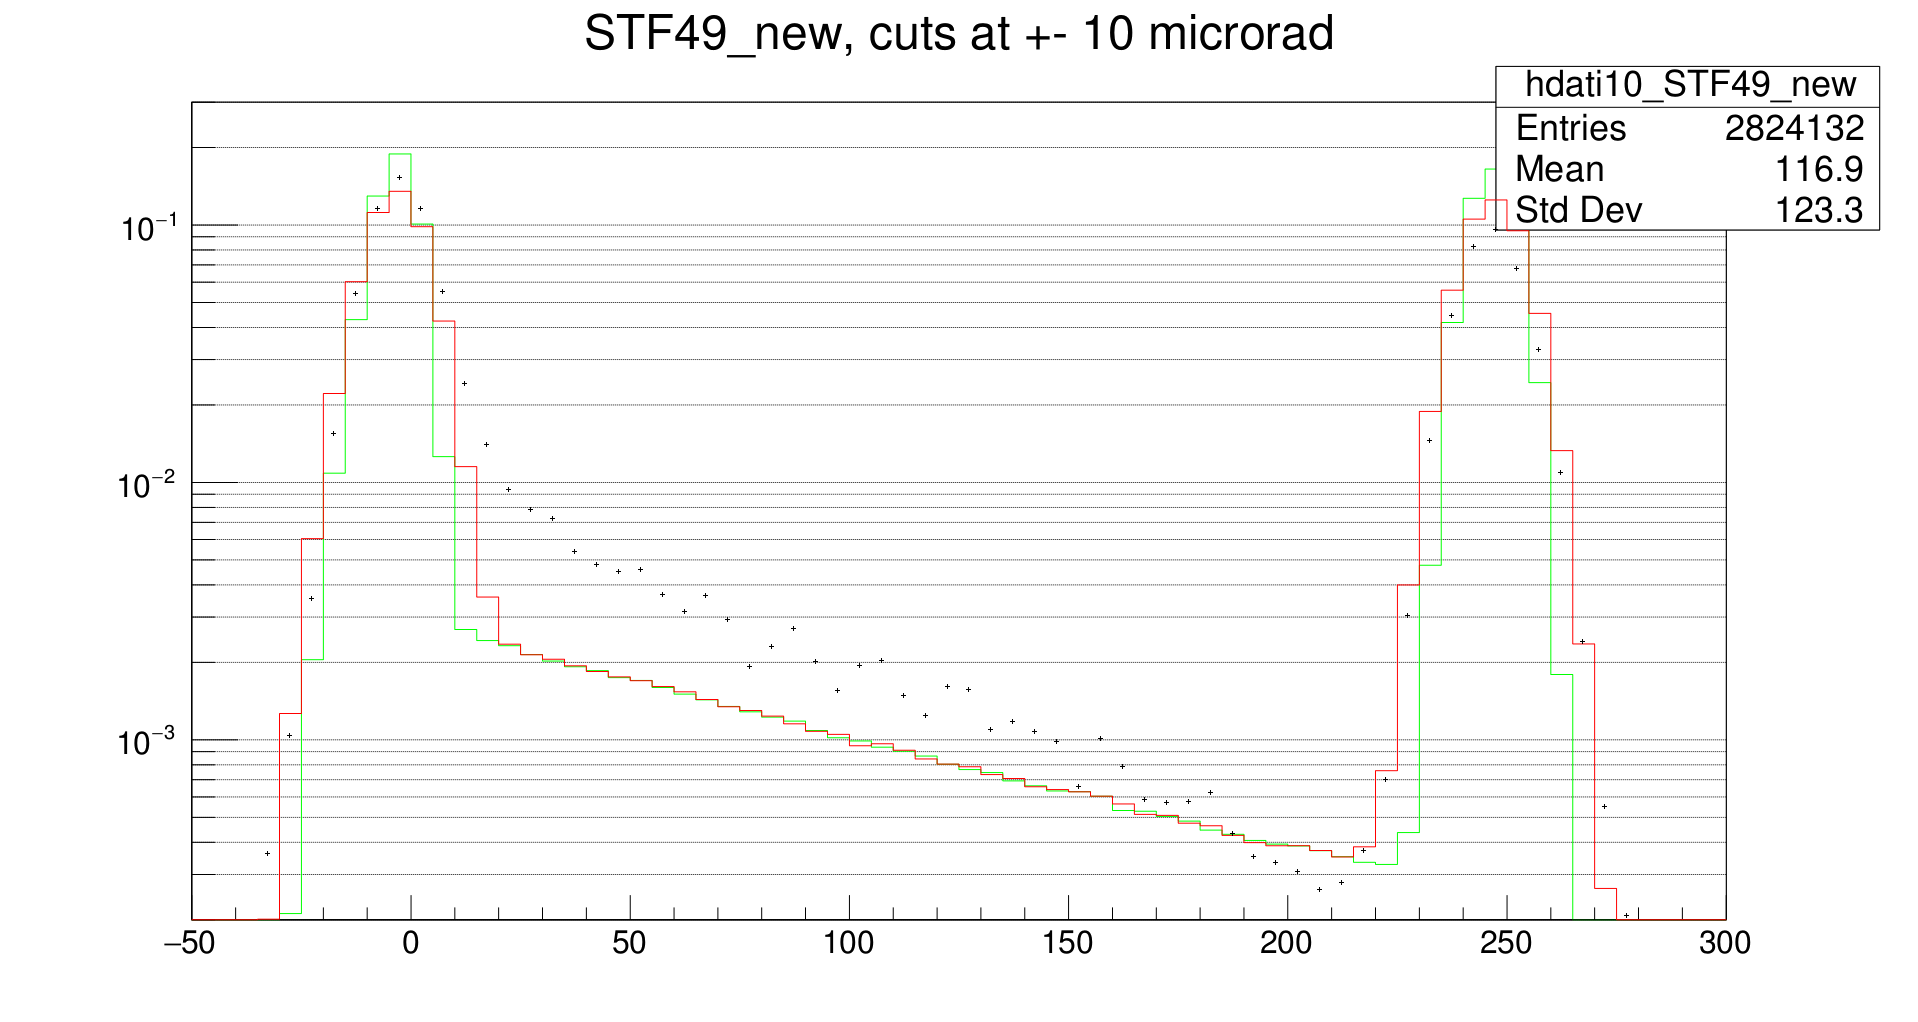 STF49_new, cuts at +- 10 microrad
hdati10_STF49_new
Entries 2824132
Mean 116.9
Std Dev 123.3
10−1
10−2
10−3
−50 0 50 100 150 200 250 300